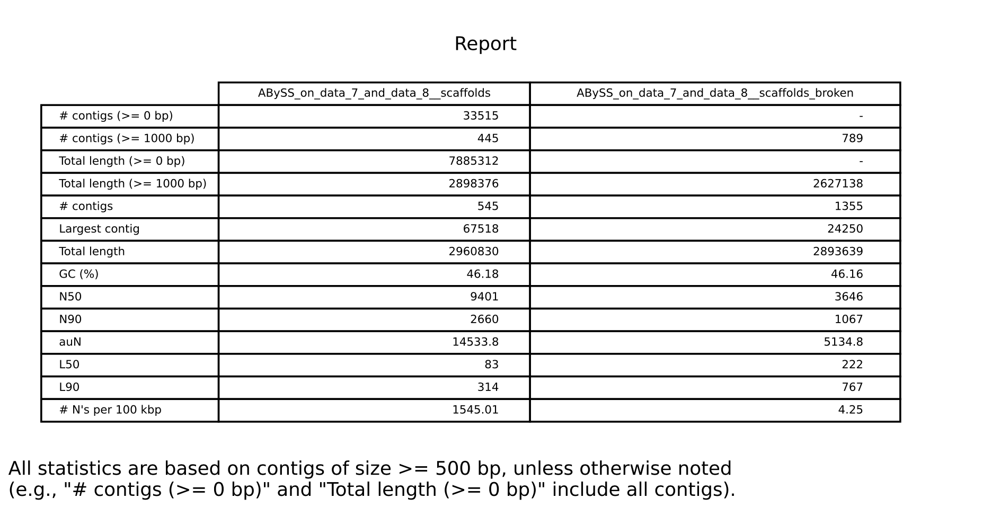 Report
ABySS_on_data_7_and_data_8__scaffolds ABySS_on_data_7_and_data_8__scaffolds_broken
# contigs (>= 0 bp) 33515 -
# contigs (>= 1000 bp) 445 789
Total length (>= 0 bp) 7885312 -
Total length (>= 1000 bp) 2898376 2627138
# contigs 545 1355
Largest contig 67518 24250
Total length 2960830 2893639
GC (%) 46.18 46.16
N50 9401 3646
N90 2660 1067
auN 14533.8 5134.8
L50 83 222
L90 314 767
# N's per 100 kbp 1545.01 4.25
All statistics are based on contigs of size >= 500 bp, unless otherwise noted
(e.g., "# contigs (>= 0 bp)" and "Total length (>= 0 bp)" include all contigs).